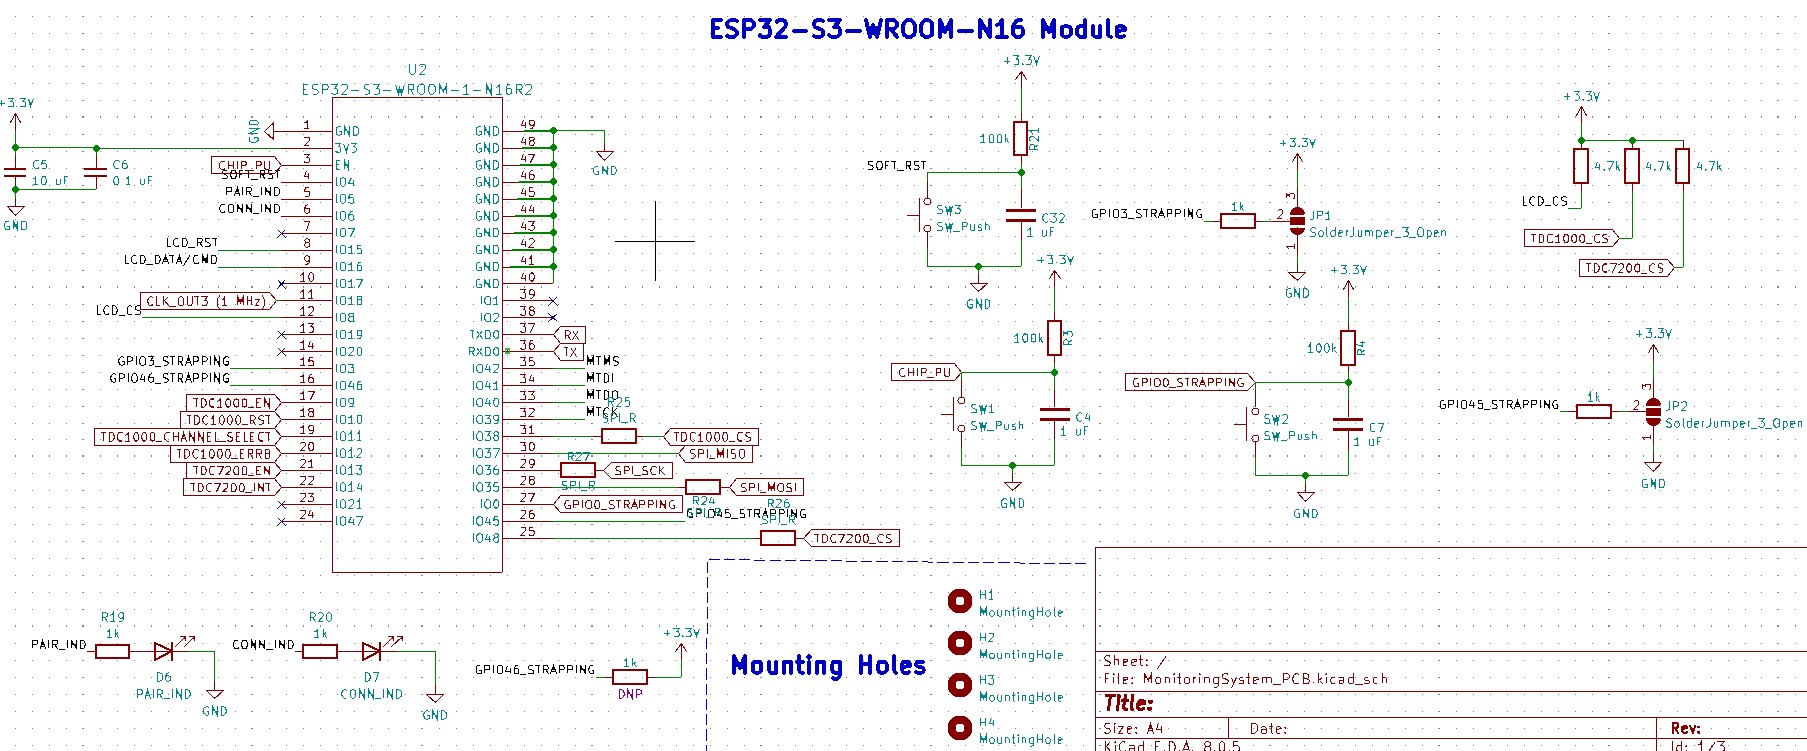 ESP32-S3-WROOM-N16 Module
U2
ESP32-S3-WROOM-1-N16R2
+3.3V
C5
10 uF
C6
0.1 uF
GND
GND
1 GND
2 3V3
CHIP_PU 3 EN
SOFT_RST 4 IO4
PAIR_IND 5 IO5
CONN_IND 6 IO6
7 IO7
LCD_RST 8 IO15
LCD_DATA/CMD 9 IO16
10 IO17
CLK_OUT3 (1 MHz) 11 IO18
LCD_CS 12 IO8
13 IO19
14 IO20
GPIO3_STRAPPING 15 IO3
GPIO46_STRAPPING 16 IO46
TDC1000_EN 17 IO9
TDC1000_RST 18 IO10
TDC1000_CHANNEL_SELECT 19 IO11
TDC1000_ERRB 20 IO12
TDC7200_EN 21 IO13
TDC7200_INT 22 IO14
23 IO21
24 IO47
GND 49
GND 48
GND 47
GND 46
GND 45
GND 44
GND 43
GND 42
GND 41
GND 40
GND
IO1 39
IO2 38
TXD0 37 RX
RXD0 36 TX
IO42 35 MTMS
IO41 34 MTDI
IO40 33 MTDO
IO39 32 MTCK
IO38 31 R25 SPI_R TDC1000_CS
IO37 30 SPI_MISO
IO36 29 R27 SPI_R SPI_SCK
IO35 28 R24 SPI_R SPI_MOSI
IO0 27 GPIO0_STRAPPING
IO45 26 GPIO45_STRAPPING
IO48 25 R26 SPI_R TDC7200_CS
+3.3V
100k R21
SOFT_RST
SW3
SW_Push
C32
1 uF
GND
+3.3V
100k R3
CHIP_PU
SW1
SW_Push
C4
1 uF
GND
+3.3V
GPIO3_STRAPPING 1k
3
2
1
JP1
SolderJumper_3_Open
GND
+3.3V
100k R4
GPIO0_STRAPPING
SW2
SW_Push
C7
1 uF
GND
+3.3V
4.7k 4.7k 4.7k
LCD_CS
TDC1000_CS
TDC7200_CS
+3.3V
GPIO45_STRAPPING 1k
3
2
1
JP2
SolderJumper_3_Open
GND
R19
1k
PAIR_IND
D6
PAIR_IND
GND
R20
1k
CONN_IND
D7
CONN_IND
GND
+3.3V
GPIO46_STRAPPING 1k
DNP
Mounting Holes
H1
MountingHole
H2
MountingHole
H3
MountingHole
H4
MountingHole
Sheet: /
File: MonitoringSystem_PCB.kicad_sch
Title:
Size: A4 Date: Rev:
KiCad E.D.A. 8.0.5 Id: 1/3